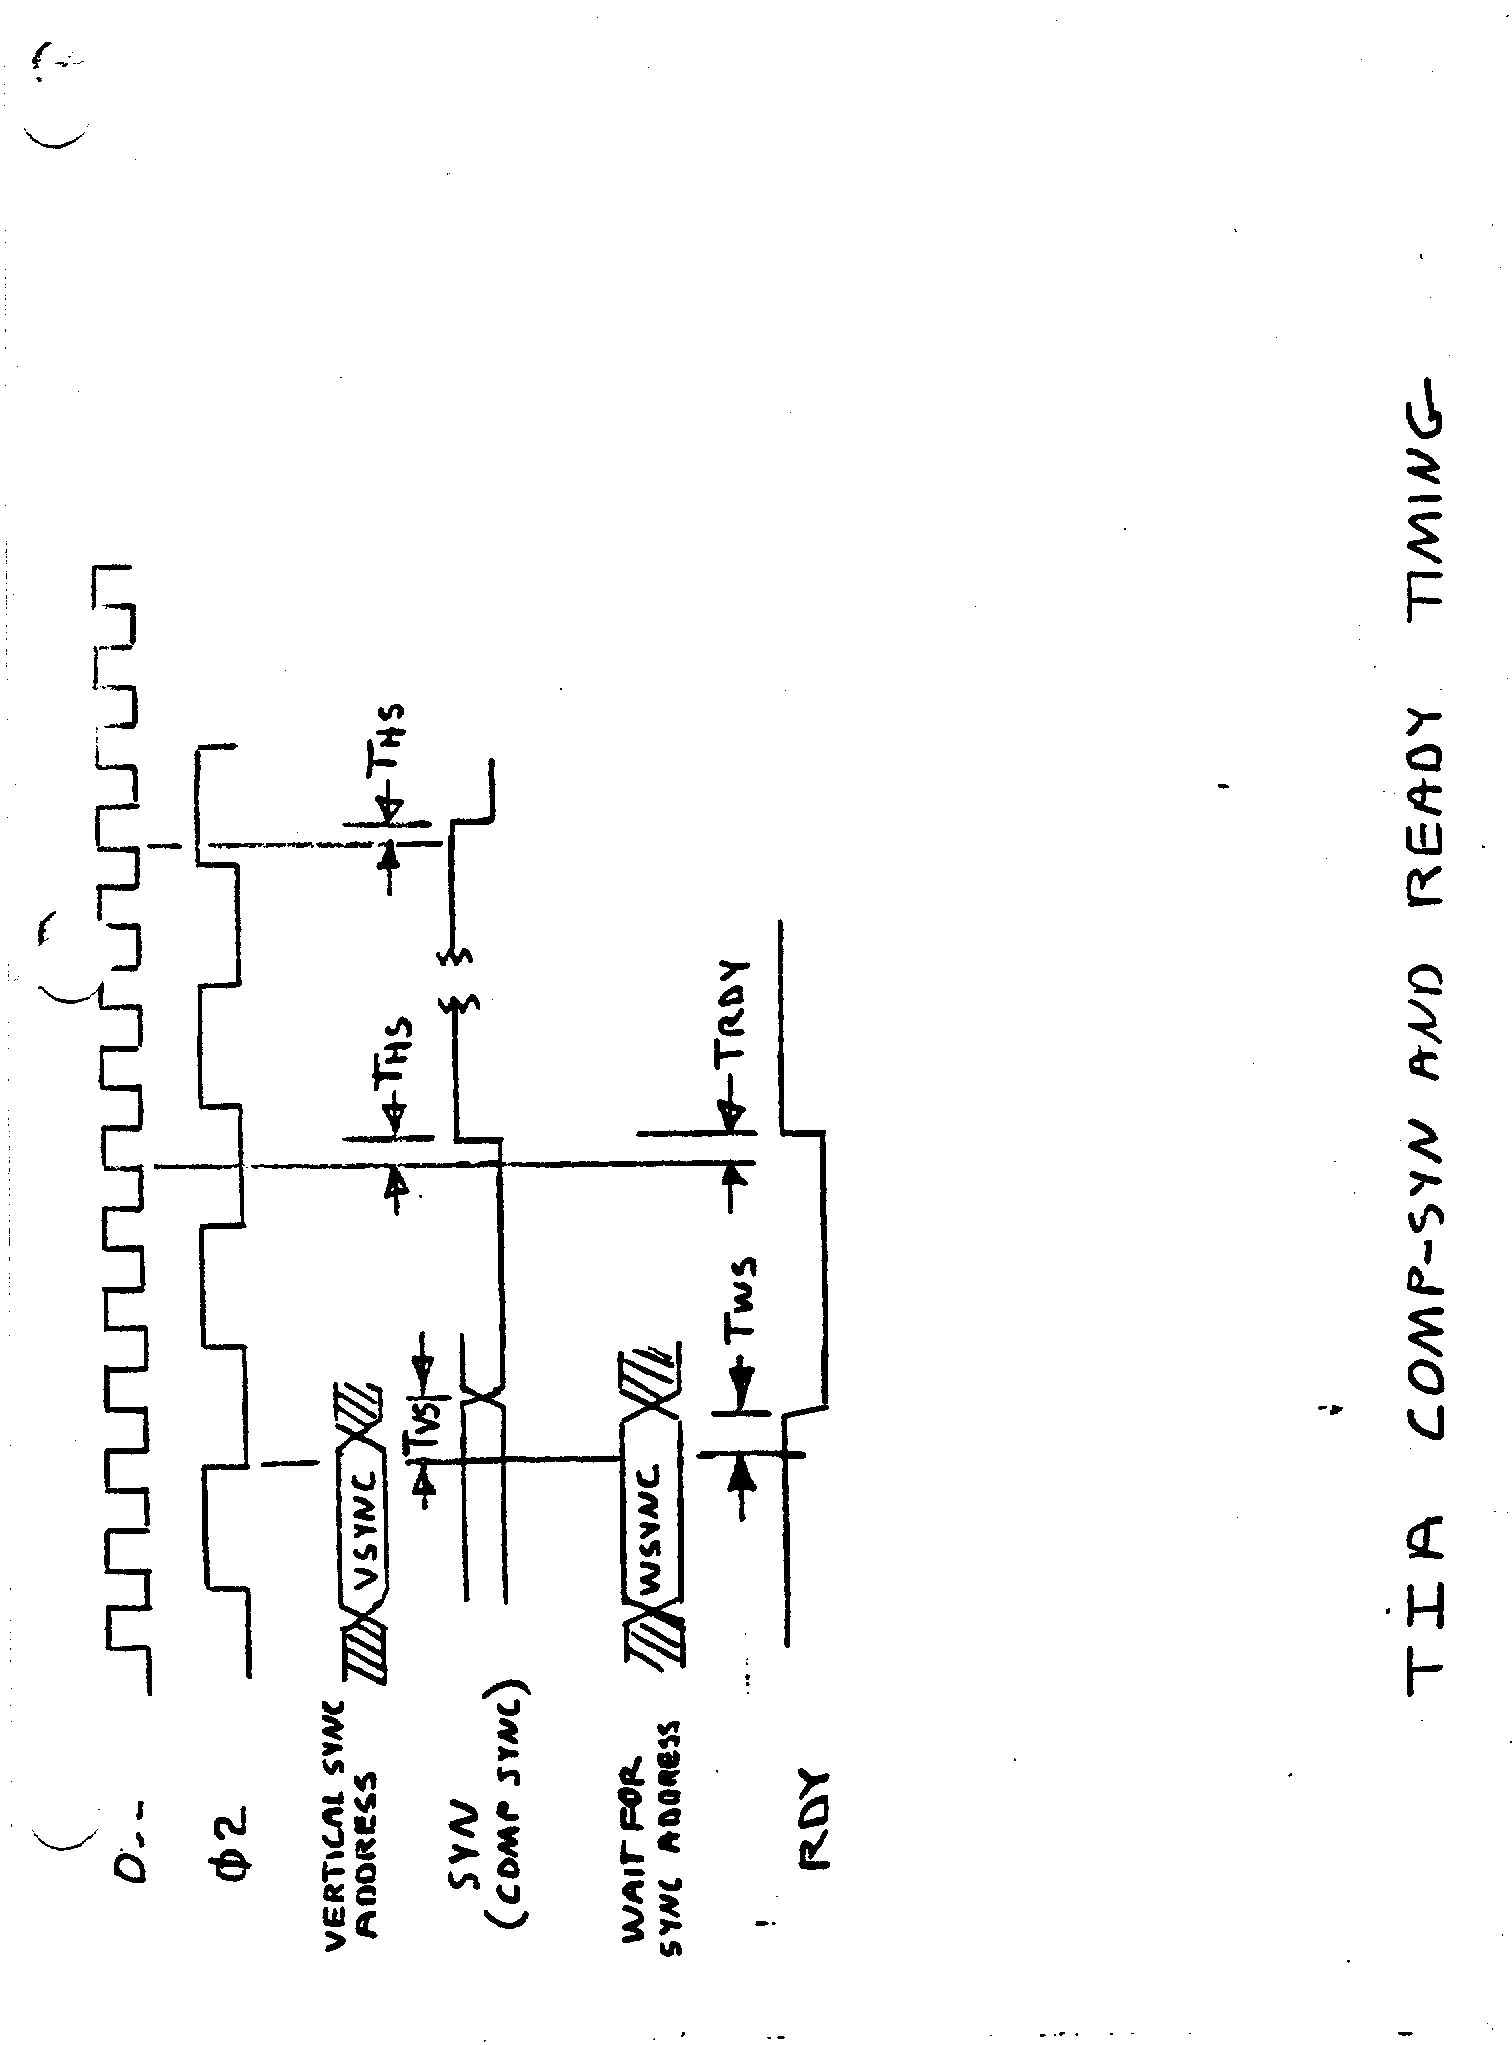 Φ2
VERTICAL SYNC
ADDRESS
VSYNC
THS
THS
TVS
SYN
(COMP SYNC)
WAIT FOR
SYNC ADDRESS
WSYNC
TWS
TRDY
RDY
TIA COMP-SYN AND READY TIMING